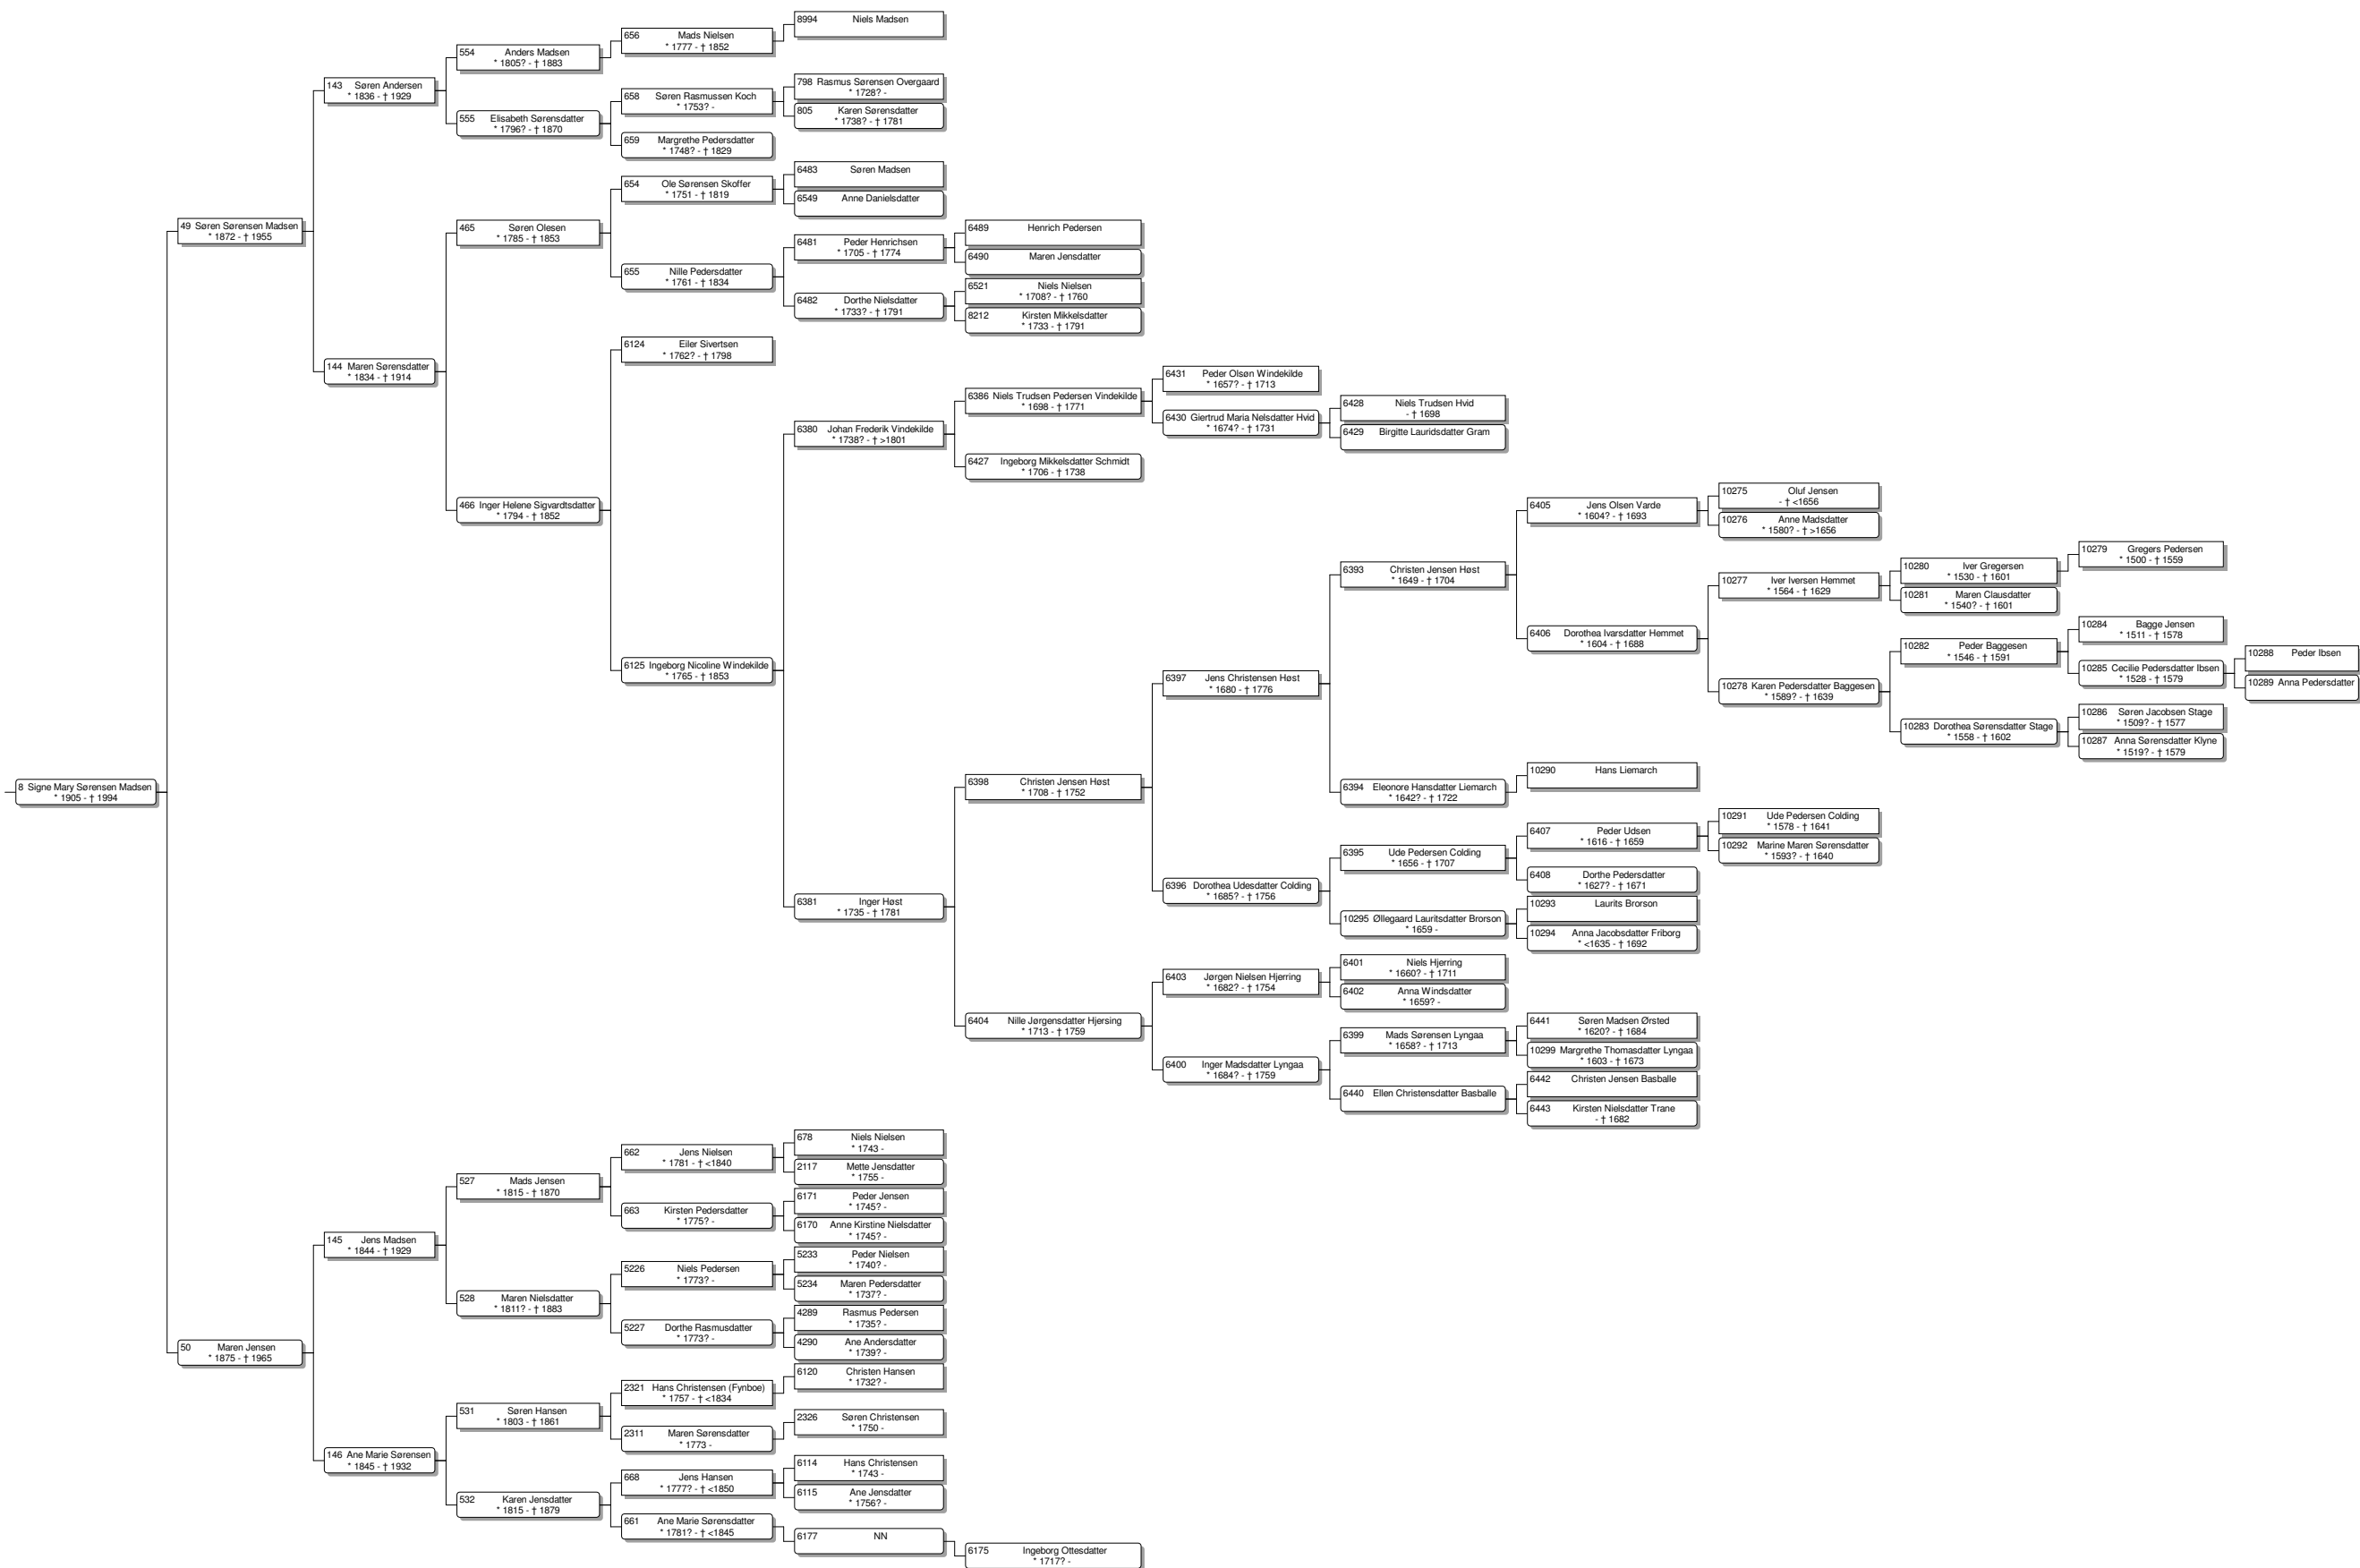 8994 Niels Madsen
656 Mads Nielsen
* 1777 - † 1852
554 Anders Madsen
* 1805? - † 1883
798 Rasmus Sørensen Overgaard
* 1728? -
143 Søren Andersen
* 1836 - † 1929
658 Søren Rasmussen Koch
* 1753? -
805 Karen Sørensdatter
* 1738? - † 1781
555 Elisabeth Sørensdatter
* 1796? - † 1870
659 Margrethe Pedersdatter
* 1748? - † 1829
6483 Søren Madsen
654 Ole Sørensen Skoffer
* 1751 - † 1819
6549 Anne Danielsdatter
49 Søren Sørensen Madsen
* 1872 - † 1955
465 Søren Olesen
* 1785 - † 1853
6489 Henrich Pedersen
6481 Peder Henrichsen
* 1705 - † 1774
6490 Maren Jensdatter
655 Nille Pedersdatter
* 1761 - † 1834
6521 Niels Nielsen
* 1708? - † 1760
6482 Dorthe Nielsdatter
* 1733? - † 1791
8212 Kirsten Mikkelsdatter
* 1733 - † 1791
6124 Eiler Sivertsen
* 1762? - † 1798
144 Maren Sørensdatter
* 1834 - † 1914
6431 Peder Olsøn Windekilde
* 1657? - † 1713
6386 Niels Trudsen Pedersen Vindekilde
* 1698 - † 1771
6428 Niels Trudsen Hvid
- † 1698
6430 Giertrud Maria Nelsdatter Hvid
* 1674? - † 1731
6380 Johan Frederik Vindekilde
* 1738? - † >1801
6429 Birgitte Lauridsdatter Gram
6427 Ingeborg Mikkelsdatter Schmidt
* 1706 - † 1738
466 Inger Helene Sigvardtsdatter
* 1794 - † 1852
6405 Jens Olsen Varde
* 1604? - † 1693
10275 Oluf Jensen
- † <1656
10276 Anne Madsdatter
* 1580? - † >1656
10279 Gregers Pedersen
* 1500 - † 1559
6393 Christen Jensen Høst
* 1649 - † 1704
10280 Iver Gregersen
* 1530 - † 1601
10277 Iver Iversen Hemmet
* 1564 - † 1629
10281 Maren Clausdatter
* 1540? - † 1601
6406 Dorothea Ivarsdatter Hemmet
* 1604 - † 1688
10284 Bagge Jensen
* 1511 - † 1578
10282 Peder Baggesen
* 1546 - † 1591
10288 Peder Ibsen
10285 Cecilie Pedersdatter Ibsen
* 1528 - † 1579
10289 Anna Pedersdatter
6125 Ingeborg Nicoline Windekilde
* 1765 - † 1853
6397 Jens Christensen Høst
* 1680 - † 1776
10278 Karen Pedersdatter Baggesen
* 1589? - † 1639
10286 Søren Jacobsen Stage
* 1509? - † 1577
10283 Dorothea Sørensdatter Stage
* 1558 - † 1602
10287 Anna Sørensdatter Klyne
* 1519? - † 1579
8 Signe Mary Sørensen Madsen
* 1905 - † 1994
6398 Christen Jensen Høst
* 1708 - † 1752
10290 Hans Liemarch
6394 Eleonore Hansdatter Liemarch
* 1642? - † 1722
10291 Ude Pedersen Colding
* 1578 - † 1641
6407 Peder Udsen
* 1616 - † 1659
10292 Marine Maren Sørensdatter
* 1593? - † 1640
6395 Ude Pedersen Colding
* 1656 - † 1707
6408 Dorthe Pedersdatter
* 1627? - † 1671
6396 Dorothea Udesdatter Colding
* 1685? - † 1756
6381 Inger Høst
* 1735 - † 1781
10293 Laurits Brorson
10295 Øllegaard Lauritsdatter Brorson
* 1659 -
10294 Anna Jacobsdatter Friborg
* <1635 - † 1692
6401 Niels Hjerring
* 1660? - † 1711
6403 Jørgen Nielsen Hjerring
* 1682? - † 1754
6402 Anna Windsdatter
* 1659? -
6404 Nille Jørgensdatter Hjersing
* 1713 - † 1759
6441 Søren Madsen Ørsted
* 1620? - † 1684
6399 Mads Sørensen Lyngaa
* 1658? - † 1713
10299 Margrethe Thomasdatter Lyngaa
* 1603 - † 1673
6400 Inger Madsdatter Lyngaa
* 1684? - † 1759
6442 Christen Jensen Basballe
6440 Ellen Christensdatter Basballe
6443 Kirsten Nielsdatter Trane
- † 1682
678 Niels Nielsen
* 1743 -
662 Jens Nielsen
* 1781 - † <1840
2117 Mette Jensdatter
* 1755 -
527 Mads Jensen
* 1815 - † 1870
6171 Peder Jensen
* 1745? -
663 Kirsten Pedersdatter
* 1775? -
6170 Anne Kirstine Nielsdatter
* 1745? -
145 Jens Madsen
* 1844 - † 1929
5233 Peder Nielsen
* 1740? -
5226 Niels Pedersen
* 1773? -
5234 Maren Pedersdatter
* 1737? -
528 Maren Nielsdatter
* 1811? - † 1883
4289 Rasmus Pedersen
* 1735? -
5227 Dorthe Rasmusdatter
* 1773? -
4290 Ane Andersdatter
* 1739? -
50 Maren Jensen
* 1875 - † 1965
6120 Christen Hansen
* 1732? -
2321 Hans Christensen (Fynboe)
* 1757 - † <1834
531 Søren Hansen
* 1803 - † 1861
2326 Søren Christensen
* 1750 -
2311 Maren Sørensdatter
* 1773 -
146 Ane Marie Sørensen
* 1845 - † 1932
6114 Hans Christensen
* 1743 -
668 Jens Hansen
* 1777? - † <1850
6115 Ane Jensdatter
* 1756? -
532 Karen Jensdatter
* 1815 - † 1879
661 Ane Marie Sørensdatter
* 1781? - † <1845
6177 NN
6175 Ingeborg Ottesdatter
* 1717? -